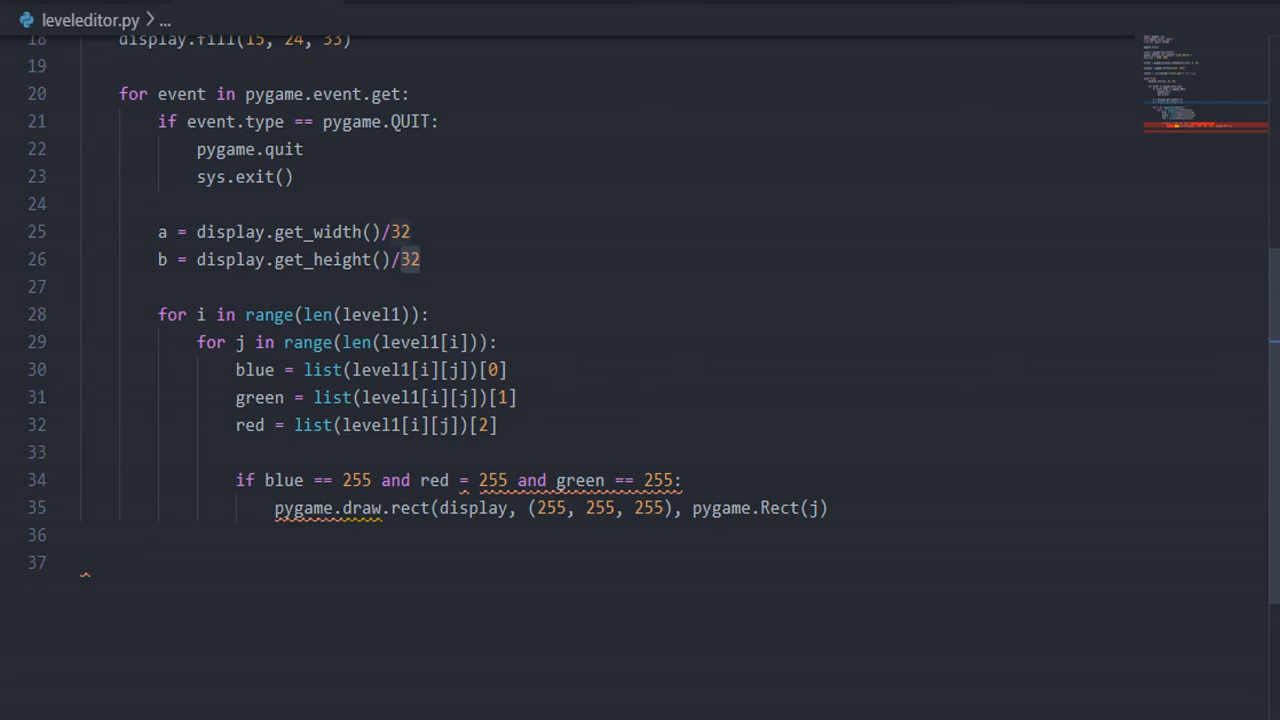 leveleditor.py > ...
18 display.fill(15, 24, 33)
19
20 for event in pygame.event.get:
21 if event.type == pygame.QUIT:
22 pygame.quit
23 sys.exit()
24
25 a = display.get_width()/32
26 b = display.get_height()/32
27
28 for i in range(len(level1)):
29 for j in range(len(level1[i])):
30 blue = list(level1[i][j])[0]
31 green = list(level1[i][j])[1]
32 red = list(level1[i][j])[2]
33
34 if blue == 255 and red = 255 and green == 255:
35 pygame.draw.rect(display, (255, 255, 255), pygame.Rect(j)
36
37